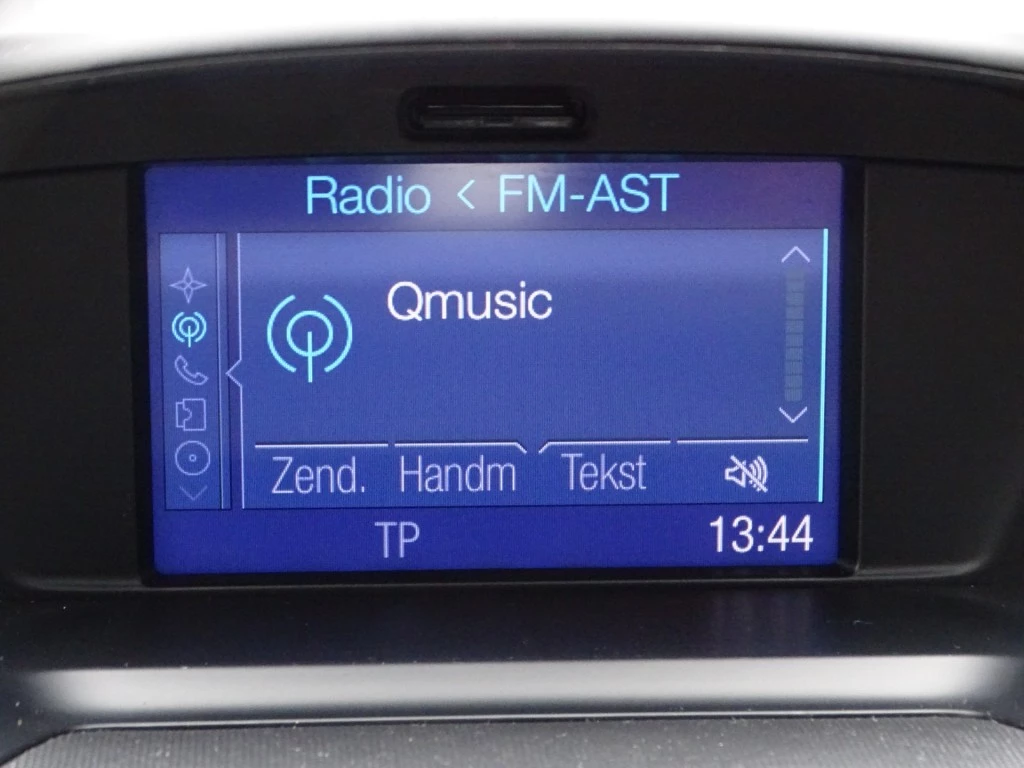 Radio < FM-AST
Qmusic
Zend. Handm Tekst
TP 13:44